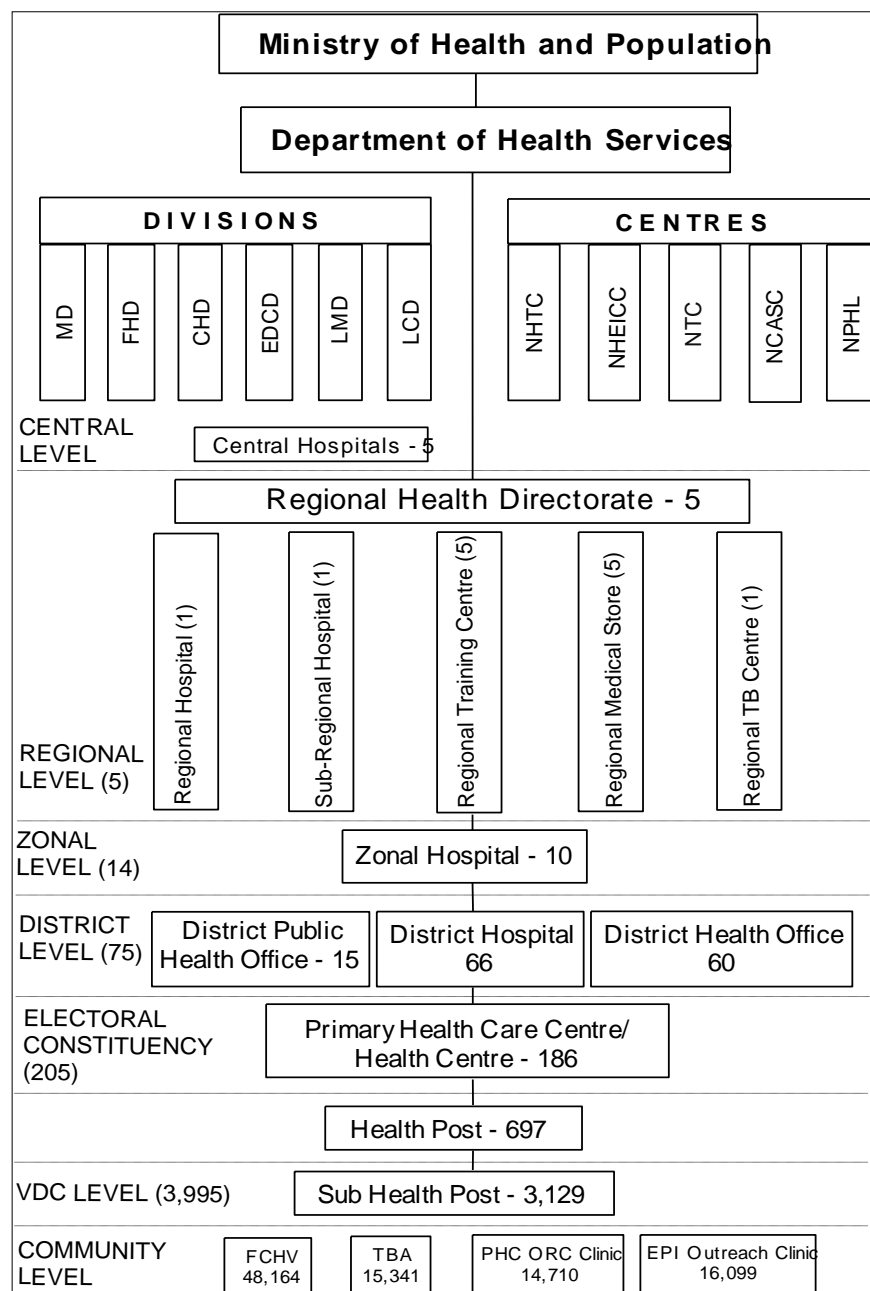 Ministry of Health and Population
Department of Health Services
DIVISIONS
CENTRES
MD
FHD
CHD
EDCD
LMD
LCD
NHTC
NHEICC
NTC
NCASC
NPHL
CENTRAL
LEVEL
Central Hospitals - 5
Regional Health Directorate - 5
Regional Hospital (1)
Sub-Regional Hospital (1)
Regional Training Centre (5)
Regional Medical Store (5)
Regional TB Centre (1)
REGIONAL
LEVEL (5)
ZONAL
LEVEL (14)
Zonal Hospital - 10
DISTRICT
LEVEL (75)
District Public
Health Office - 15
District Hospital
66
District Health Office
60
ELECTORAL
CONSTITUENCY
(205)
Primary Health Care Centre/
Health Centre - 186
Health Post - 697
VDC LEVEL (3,995)
Sub Health Post - 3,129
COMMUNITY
LEVEL
FCHV
48,164
TBA
15,341
PHC ORC Clinic
14,710
EPI Outreach Clinic
16,099